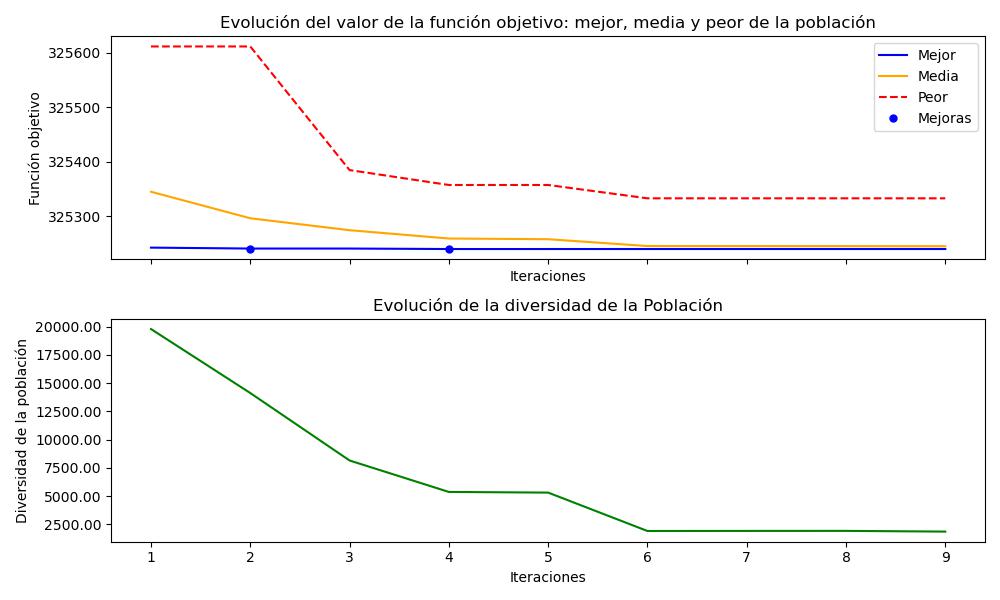 Evolución del valor de la función objetivo: mejor, media y peor de la población
325600
325500
325400
325300
Función objetivo
Mejor
Media
Peor
Mejoras
Iteraciones
Evolución de la diversidad de la Población
20000.00
17500.00
15000.00
12500.00
10000.00
7500.00
5000.00
2500.00
Diversidad de la población
1 2 3 4 5 6 7 8 9
Iteraciones